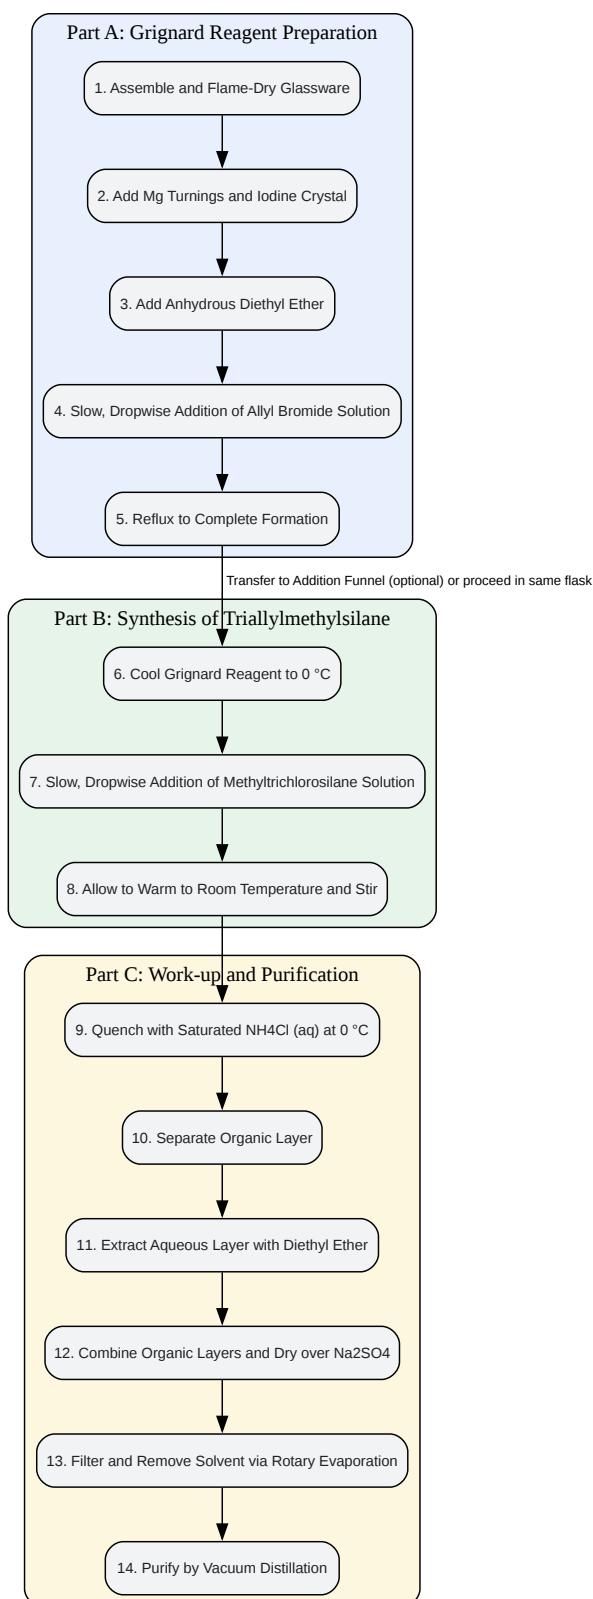 Part A: Grignard Reagent Preparation
1. Assemble and Flame-Dry Glassware
2. Add Mg Turnings and Iodine Crystal
3. Add Anhydrous Diethyl Ether
4. Slow, Dropwise Addition of Allyl Bromide Solution
5. Reflux to Complete Formation
Transfer to Addition Funnel (optional) or proceed in same flask
Part B: Synthesis of Triallylmethylsilane
6. Cool Grignard Reagent to 0 °C
7. Slow, Dropwise Addition of Methyltrichlorosilane Solution
8. Allow to Warm to Room Temperature and Stir
Part C: Work-up and Purification
9. Quench with Saturated NH4Cl (aq) at 0 °C
10. Separate Organic Layer
11. Extract Aqueous Layer with Diethyl Ether
12. Combine Organic Layers and Dry over Na2SO4
13. Filter and Remove Solvent via Rotary Evaporation
14. Purify by Vacuum Distillation